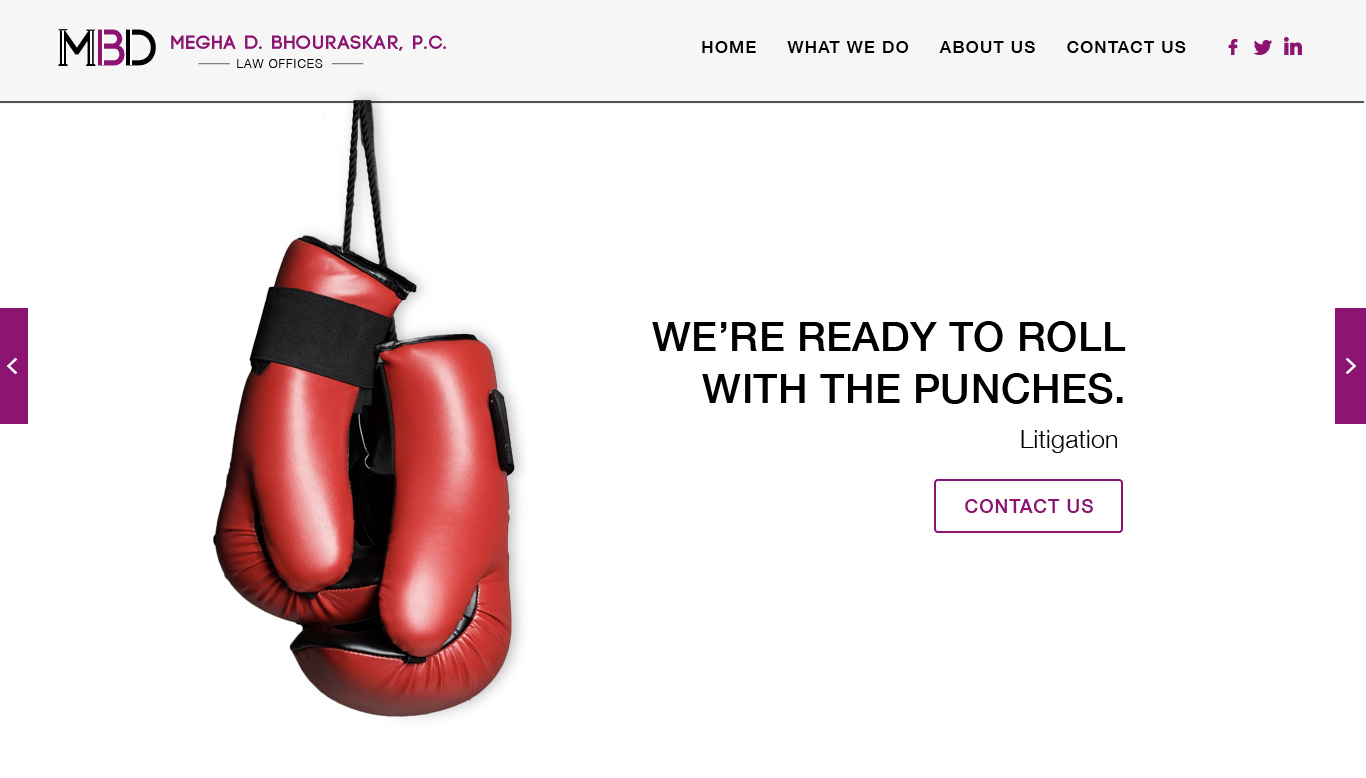 MBD
MEGHA D. BHOURASKAR, P.C.
LAW OFFICES
HOME WHAT WE DO ABOUT US CONTACT US
WE’RE READY TO ROLL
WITH THE PUNCHES.
Litigation
CONTACT US